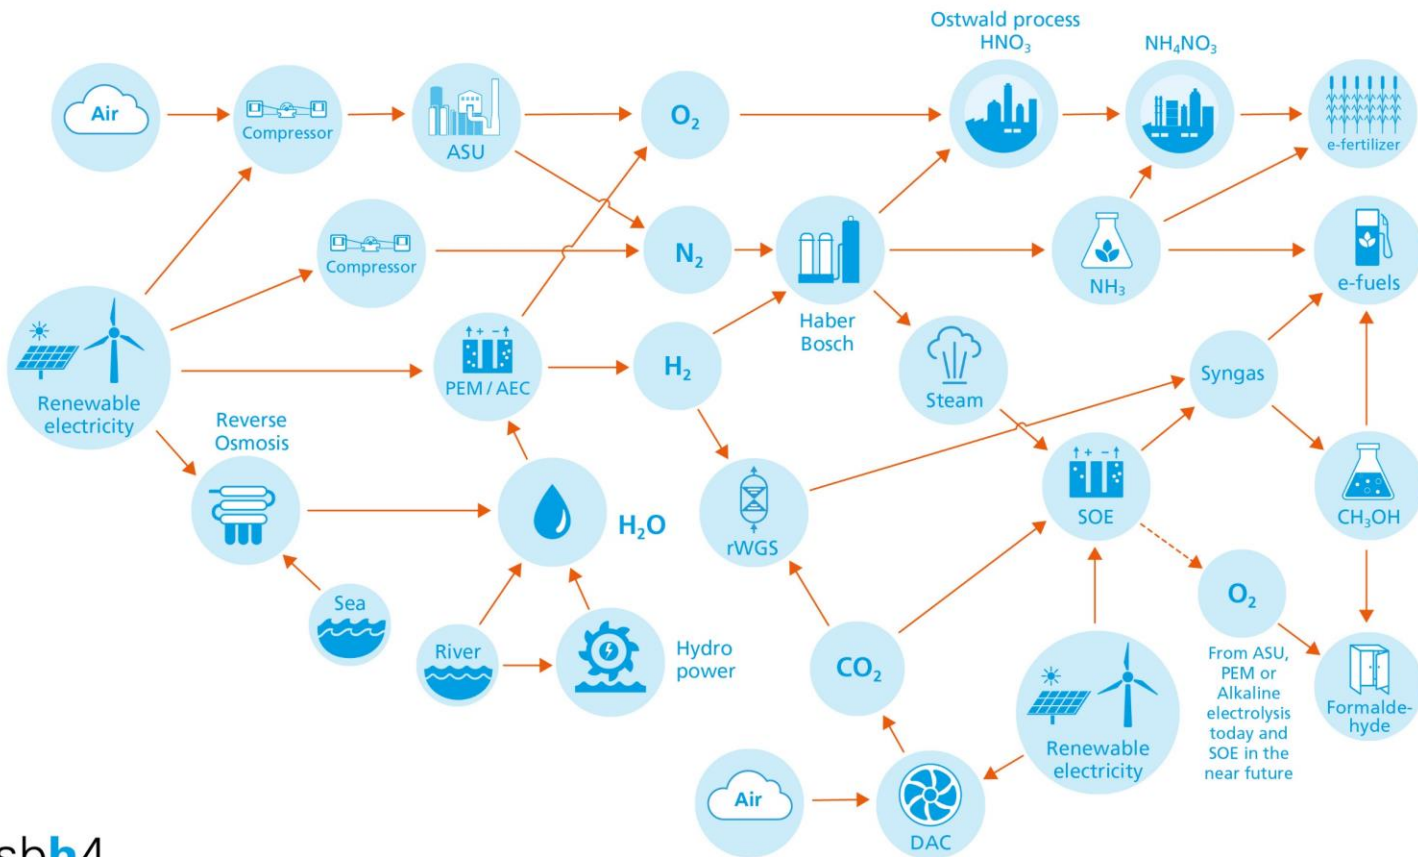 Ostwald process
HNO₃
NH₄NO₃
Air
Compressor
ASU
O₂
e-fertilizer
Compressor
N₂
Haber
Bosch
NH₃
e-fuels
Renewable
electricity
PEM / AEC
H₂
Steam
Syngas
Reverse
Osmosis
H₂O
rWGS
SOE
CH₃OH
Sea
River
Hydro
power
CO₂
O₂
From ASU,
PEM or
Alkaline
electrolysis
today and
SOE in the
near future
Formalde-
hyde
Renewable
electricity
Air
DAC
sbh4